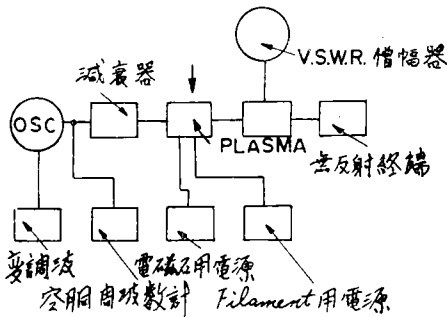 V.S.W.R. 僧幅器
減衰器
OSC
PLASMA
無反射終端
変調波
電磁石用電源
空胴周波数計
Filament用電源